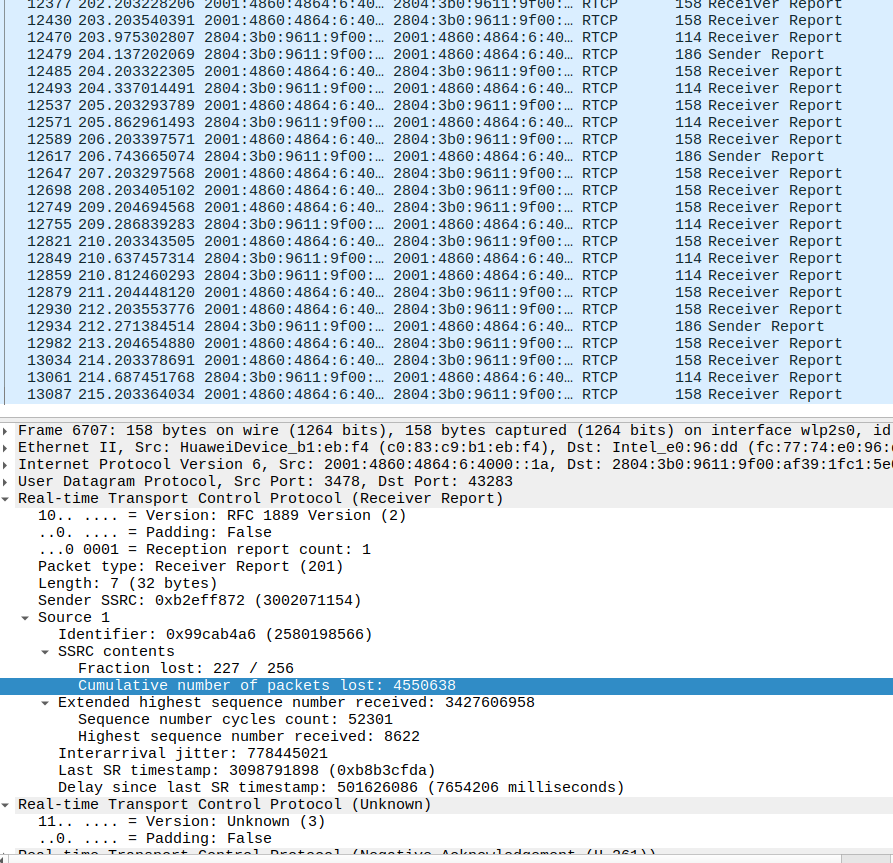 12377 202.203228206 2001:4860:4864:6:40… 2804:3b0:9611:9f00:… RTCP 158 Receiver Report
12430 203.203540391 2001:4860:4864:6:40… 2804:3b0:9611:9f00:… RTCP 158 Receiver Report
12470 203.975302807 2804:3b0:9611:9f00:… 2001:4860:4864:6:40… RTCP 114 Receiver Report
12479 204.137202069 2804:3b0:9611:9f00:… 2001:4860:4864:6:40… RTCP 186 Sender Report
12485 204.203322305 2001:4860:4864:6:40… 2804:3b0:9611:9f00:… RTCP 158 Receiver Report
12493 204.337014491 2804:3b0:9611:9f00:… 2001:4860:4864:6:40… RTCP 114 Receiver Report
12537 205.203293789 2001:4860:4864:6:40… 2804:3b0:9611:9f00:… RTCP 158 Receiver Report
12571 205.862961493 2804:3b0:9611:9f00:… 2001:4860:4864:6:40… RTCP 114 Receiver Report
12589 206.203397571 2001:4860:4864:6:40… 2804:3b0:9611:9f00:… RTCP 158 Receiver Report
12617 206.743665074 2804:3b0:9611:9f00:… 2001:4860:4864:6:40… RTCP 186 Sender Report
12647 207.203297568 2001:4860:4864:6:40… 2804:3b0:9611:9f00:… RTCP 158 Receiver Report
12698 208.203405102 2001:4860:4864:6:40… 2804:3b0:9611:9f00:… RTCP 158 Receiver Report
12749 209.204694568 2001:4860:4864:6:40… 2804:3b0:9611:9f00:… RTCP 158 Receiver Report
12755 209.286839283 2804:3b0:9611:9f00:… 2001:4860:4864:6:40… RTCP 114 Receiver Report
12821 210.203343505 2001:4860:4864:6:40… 2804:3b0:9611:9f00:… RTCP 158 Receiver Report
12849 210.637457314 2804:3b0:9611:9f00:… 2001:4860:4864:6:40… RTCP 114 Receiver Report
12859 210.812460293 2804:3b0:9611:9f00:… 2001:4860:4864:6:40… RTCP 114 Receiver Report
12879 211.204448120 2001:4860:4864:6:40… 2804:3b0:9611:9f00:… RTCP 158 Receiver Report
12930 212.203553776 2001:4860:4864:6:40… 2804:3b0:9611:9f00:… RTCP 158 Receiver Report
12934 212.271384514 2804:3b0:9611:9f00:… 2001:4860:4864:6:40… RTCP 186 Sender Report
12982 213.204654880 2001:4860:4864:6:40… 2804:3b0:9611:9f00:… RTCP 158 Receiver Report
13034 214.203378691 2001:4860:4864:6:40… 2804:3b0:9611:9f00:… RTCP 158 Receiver Report
13061 214.687451768 2804:3b0:9611:9f00:… 2001:4860:4864:6:40… RTCP 114 Receiver Report
13087 215.203364034 2001:4860:4864:6:40… 2804:3b0:9611:9f00:… RTCP 158 Receiver Report
Frame 6707: 158 bytes on wire (1264 bits), 158 bytes captured (1264 bits) on interface wlp2s0, id
Ethernet II, Src: HuaweiDevice_b1:eb:f4 (c0:83:c9:b1:eb:f4), Dst: Intel_e0:96:dd (fc:77:74:e0:96:
Internet Protocol Version 6, Src: 2001:4860:4864:6:4000::1a, Dst: 2804:3b0:9611:9f00:af39:1fc1:5e
User Datagram Protocol, Src Port: 3478, Dst Port: 43283
Real-time Transport Control Protocol (Receiver Report)
10.. .... = Version: RFC 1889 Version (2)
..0. .... = Padding: False
...0 0001 = Reception report count: 1
Packet type: Receiver Report (201)
Length: 7 (32 bytes)
Sender SSRC: 0xb2eff872 (3002071154)
Source 1
Identifier: 0x99cab4a6 (2580198566)
SSRC contents
Fraction lost: 227 / 256
Cumulative number of packets lost: 4550638
Extended highest sequence number received: 3427606958
Sequence number cycles count: 52301
Highest sequence number received: 8622
Interarrival jitter: 778445021
Last SR timestamp: 3098791898 (0xb8b3cfda)
Delay since last SR timestamp: 501626086 (7654206 milliseconds)
Real-time Transport Control Protocol (Unknown)
11.. .... = Version: Unknown (3)
..0. .... = Padding: False